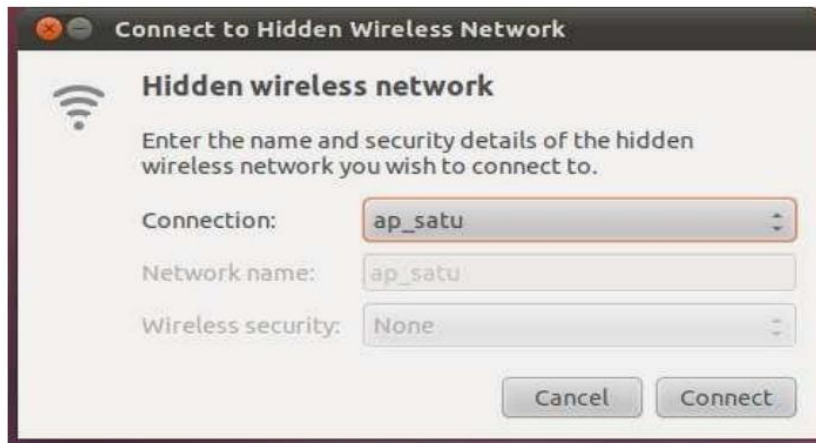 Connect to Hidden Wireless Network
Hidden wireless network
Enter the name and security details of the hidden
wireless network you wish to connect to.
Connection: ap_satu
Network name: ap_satu
Wireless security: None
Cancel Connect